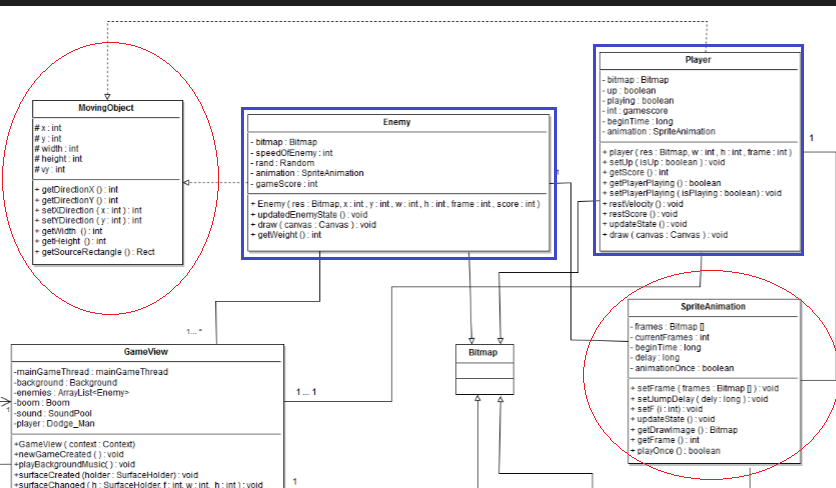 Player
- bitmap : Bitmap
- up : boolean
- playing : boolean
- int : gamescore
- beginTime : long
- animation : SpriteAnimation
+ player ( res : Bitmap, w : int , h : int , frame : int )
+ setUp ( isUp : boolean ) : void
+ getScore () : int
+ getPlayerPlaying () : boolean
+ setPlayerPlaying ( isPlaying : boolean) : void
+ restVelocity () : void
+ restScore () : void
+ updateState () : void
+ draw ( canvas : Canvas ) : void
1
MovingObject
# x : int
# y : int
# width : int
# height : int
# vy : int
+ getDirectionX () : int
+ getDirectionY () : int
+ setXDirection ( x : int ) : int
+ setYDirection ( y : int ) : int
+ getWidth () : int
+ getHeight () : int
+ getSourceRectangle () : Rect
Enemy
- bitmap : Bitmap
- speedOfEnemy : int
- rand : Random
- animation : SpriteAnimation
- gameScore : int
+ Enemy ( res : Bitmap, x : int , y : int , w : int , h : int , frame : int , score : int )
+ updatedEnemyState () : void
+ draw ( canvas : Canvas ) : void
+ getWeight () : int
1
SpriteAnimation
- frames : Bitmap []
- currentFrames : int
- beginTime : long
- delay : long
- animationOnce : boolean
+ setFrame ( frames : Bitmap [] ) : void
+ setJumpDelay ( dely : long ) : void
+ setF ( i : int) : void
+ updateState () : void
+ getDrawImage () : Bitmap
+ getFrame () : int
+ playOnce () : boolean
1... *
Bitmap
GameView
-mainGameThread : mainGameThread
-background : Background
-enemies : ArrayList<Enemy>
-boom : Boom
-sound : SoundPool
-player : Dodge_Man
+GameView ( context : Context)
+newGameCreated ( ) : void
+playBackgroundMusic( ) : void
+surfaceCreated (holder : SurfaceHolder) : void
+surfaceChanged ( h : SurfaceHolder, f : int, w : int, h : int ) : void
1... 1
1
1